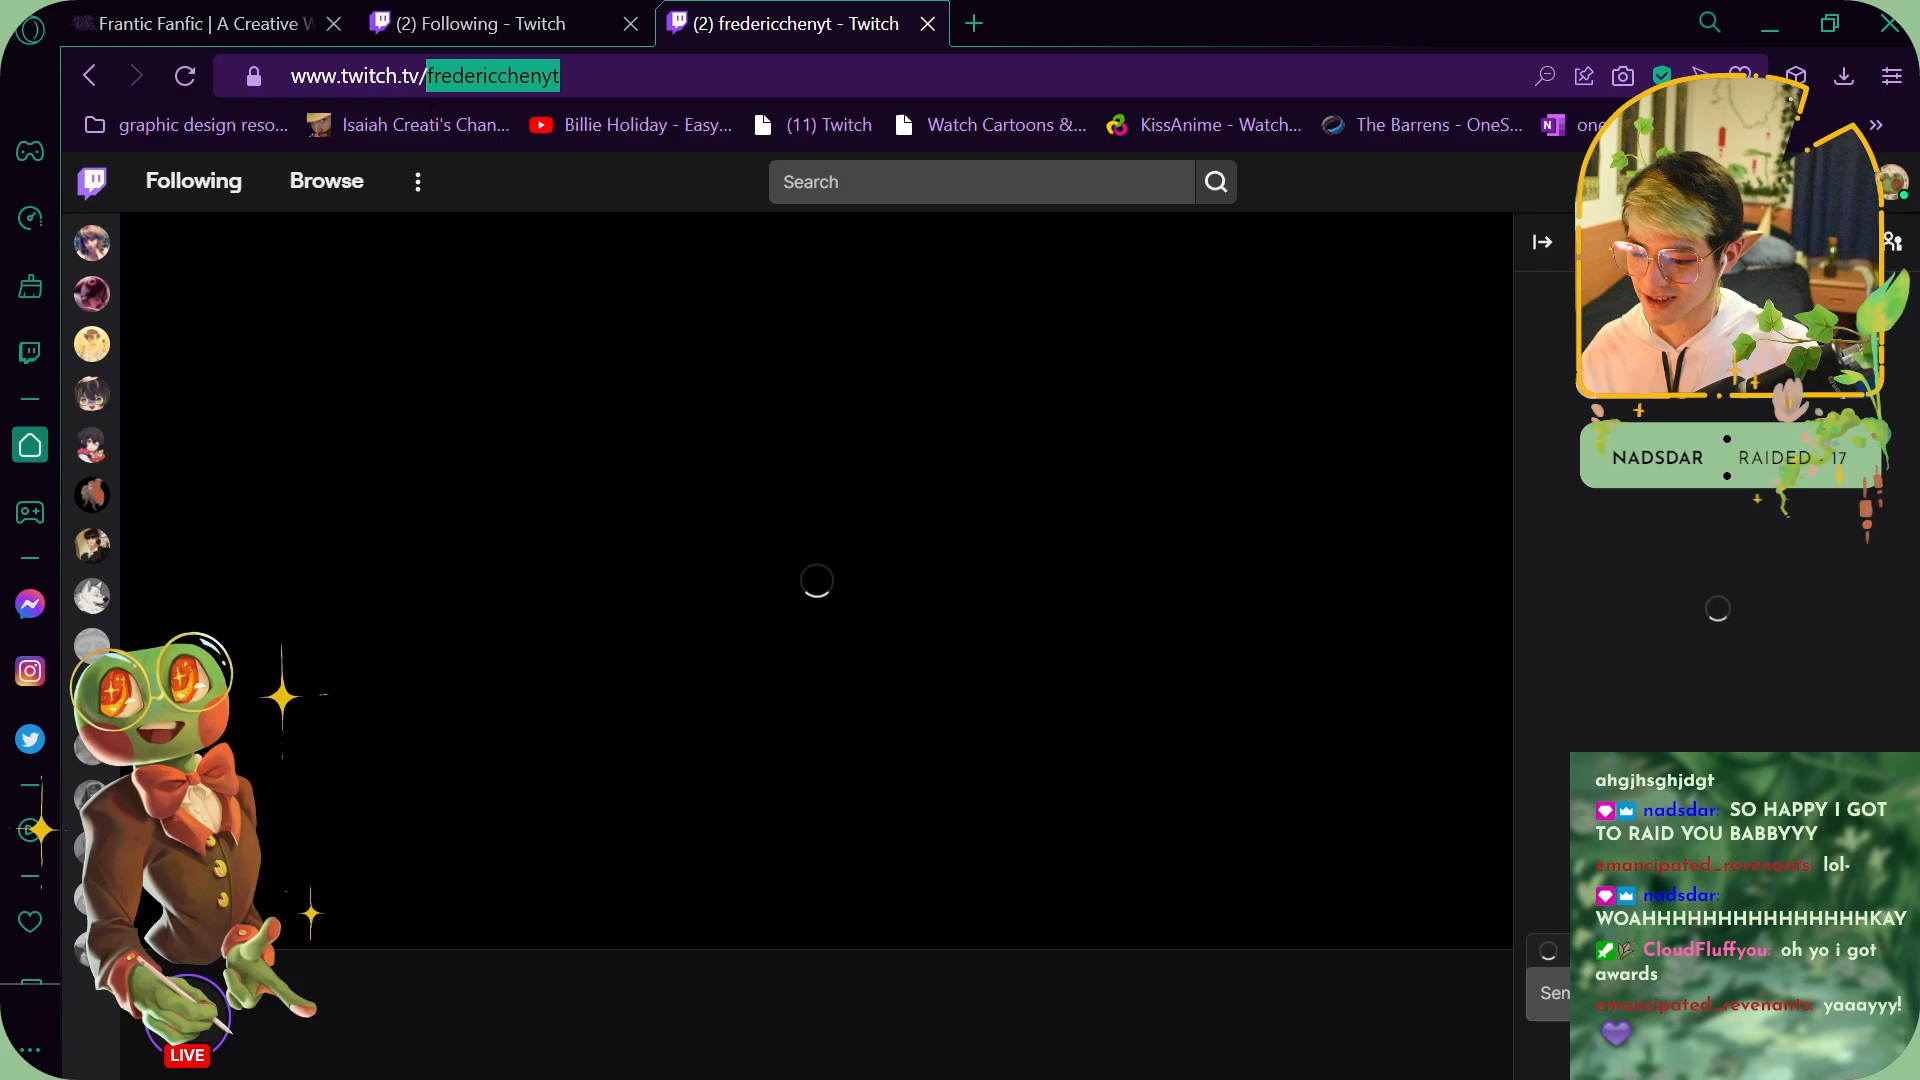 Frantic Fanfic | A Creative W
(2) Following - Twitch
(2) fredericchenyt - Twitch
www.twitch.tv/fredericchenyt
graphic design reso...
Isaiah Creati's Chan...
Billie Holiday - Easy...
(11) Twitch
Watch Cartoons &...
KissAnime - Watch...
The Barrens - OneS...
one
Following
Browse
Search
NADSDAR
RAIDED - 17
ahgjhsghjdgt
nadsdar: SO HAPPY I GOT
TO RAID YOU BABBYYY
emancipated_revenants: lol-
nadsdar:
WOAHHHHHHHHHHHHHHHHKAY
CloudFluffyou: oh yo i got
awards
emancipated_revenants: yaaayyy!
Sen
LIVE